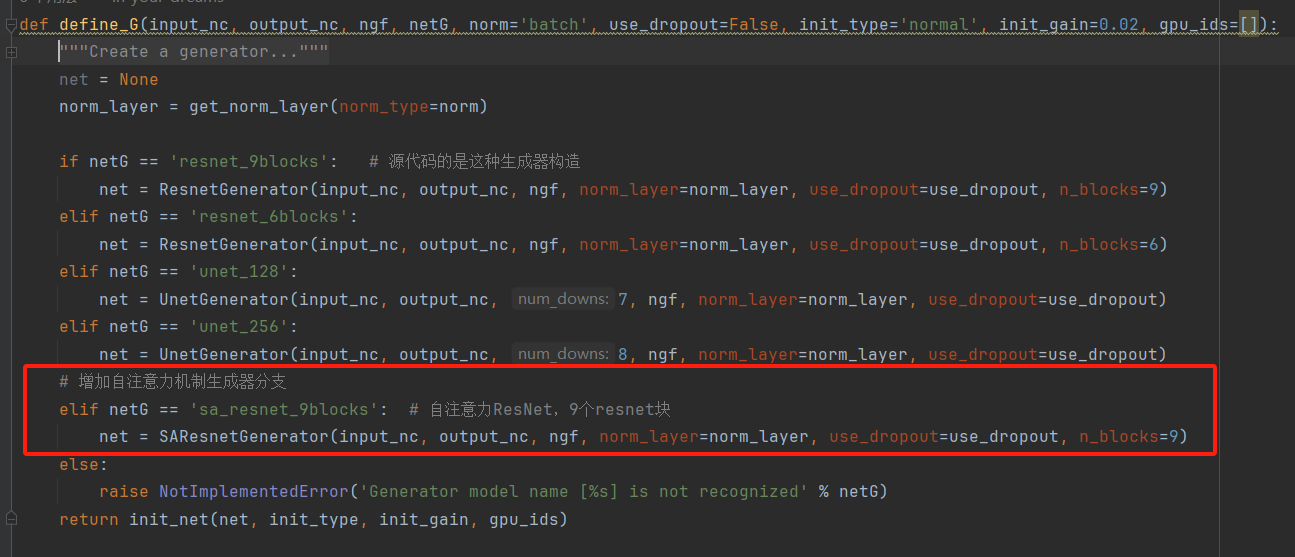 def define_G(input_nc, output_nc, ngf, netG, norm='batch', use_dropout=False, init_type='normal', init_gain=0.02, gpu_ids=[]):
    """Create a generator..."""
    net = None
    norm_layer = get_norm_layer(norm_type=norm)
    if netG == 'resnet_9blocks':   # 源代码的是这种生成器构造
        net = ResnetGenerator(input_nc, output_nc, ngf, norm_layer=norm_layer, use_dropout=use_dropout, n_blocks=9)
    elif netG == 'resnet_6blocks':
        net = ResnetGenerator(input_nc, output_nc, ngf, norm_layer=norm_layer, use_dropout=use_dropout, n_blocks=6)
    elif netG == 'unet_128':
        net = UnetGenerator(input_nc, output_nc, num_downs: 7, ngf, norm_layer=norm_layer, use_dropout=use_dropout)
    elif netG == 'unet_256':
        net = UnetGenerator(input_nc, output_nc, num_downs: 8, ngf, norm_layer=norm_layer, use_dropout=use_dropout)
    # 增加自注意力机制生成器分支
    elif netG == 'sa_resnet_9blocks':  # 自注意力ResNet，9个resnet块
        net = SAResnetGenerator(input_nc, output_nc, ngf, norm_layer=norm_layer, use_dropout=use_dropout, n_blocks=9)
    else:
        raise NotImplementedError('Generator model name [%s] is not recognized' % netG)
    return init_net(net, init_type, init_gain, gpu_ids)